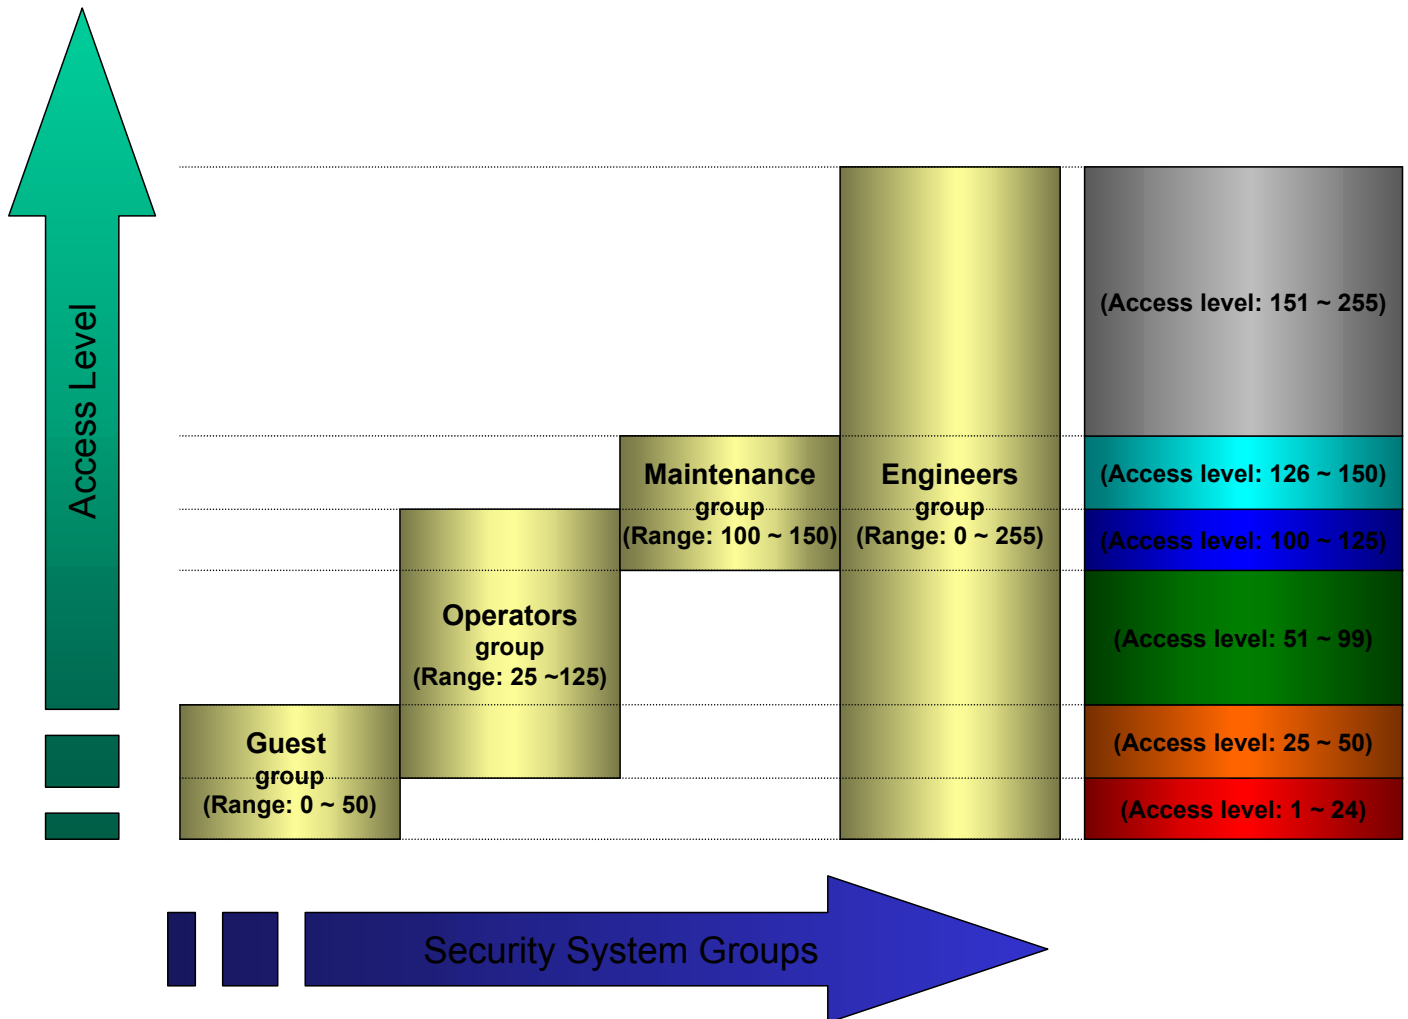 Access Level
Guest
group
(Range: 0 ~ 50)
Operators
group
(Range: 25 ~125)
Maintenance
group
(Range: 100 ~ 150)
Engineers
group
(Range: 0 ~ 255)
(Access level: 151 ~ 255)
(Access level: 126 ~ 150)
(Access level: 100 ~ 125)
(Access level: 51 ~ 99)
(Access level: 25 ~ 50)
(Access level: 1 ~ 24)
Security System Groups